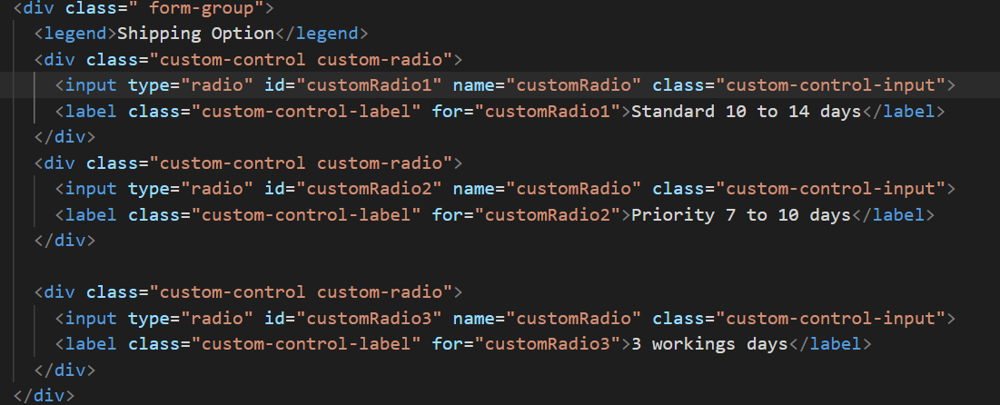 <div class=" form-group">
<legend>Shipping Option</legend>
<div class="custom-control custom-radio">
<input type="radio" id="customRadio1" name="customRadio" class="custom-control-input">
<label class="custom-control-label" for="customRadio1">Standard 10 to 14 days</label>
</div>
<div class="custom-control custom-radio">
<input type="radio" id="customRadio2" name="customRadio" class="custom-control-input">
<label class="custom-control-label" for="customRadio2">Priority 7 to 10 days</label>
</div>
<div class="custom-control custom-radio">
<input type="radio" id="customRadio3" name="customRadio" class="custom-control-input">
<label class="custom-control-label" for="customRadio3">3 workings days</label>
</div>
</div>